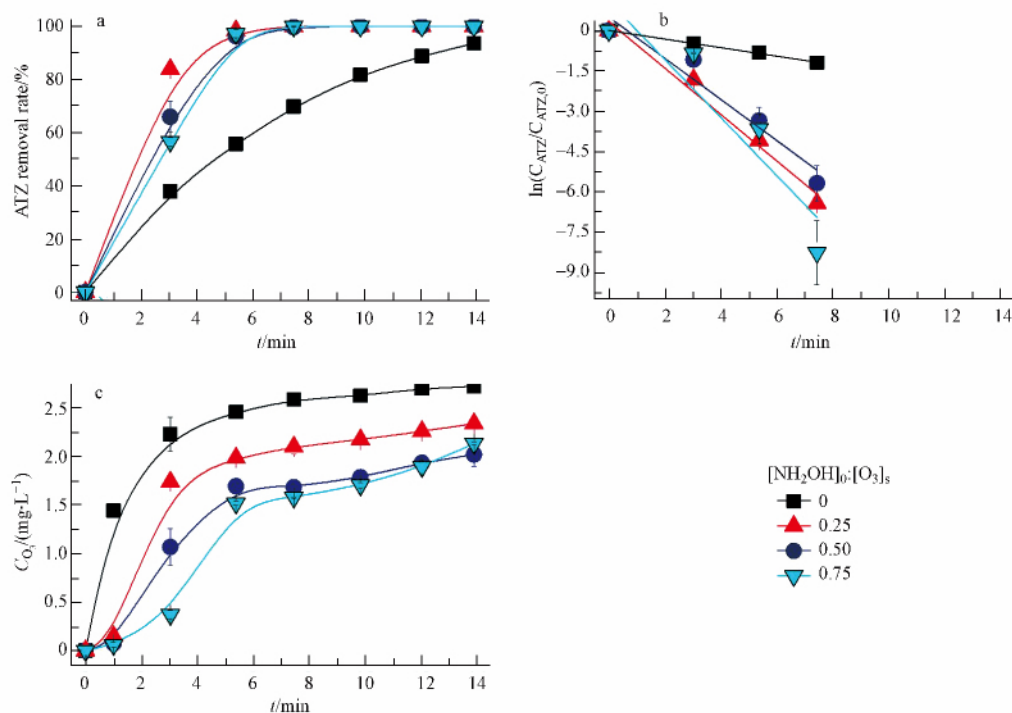 a
ATZ removal rate/%
100
80
60
40
20
0
0 2 4 6 8 10 12 14
t/min
b
ln(C_ATZ/C_ATZ,0)
0
−1.5
−3.0
−4.5
−6.0
−7.5
−9.0
0 2 4 6 8 10 12 14
t/min
c
C_O₃/(mg·L⁻¹)
2.5
2.0
1.5
1.0
0.5
0
0 2 4 6 8 10 12 14
t/min
[NH₂OH]₀:[O₃]ₛ
0
0.25
0.50
0.75